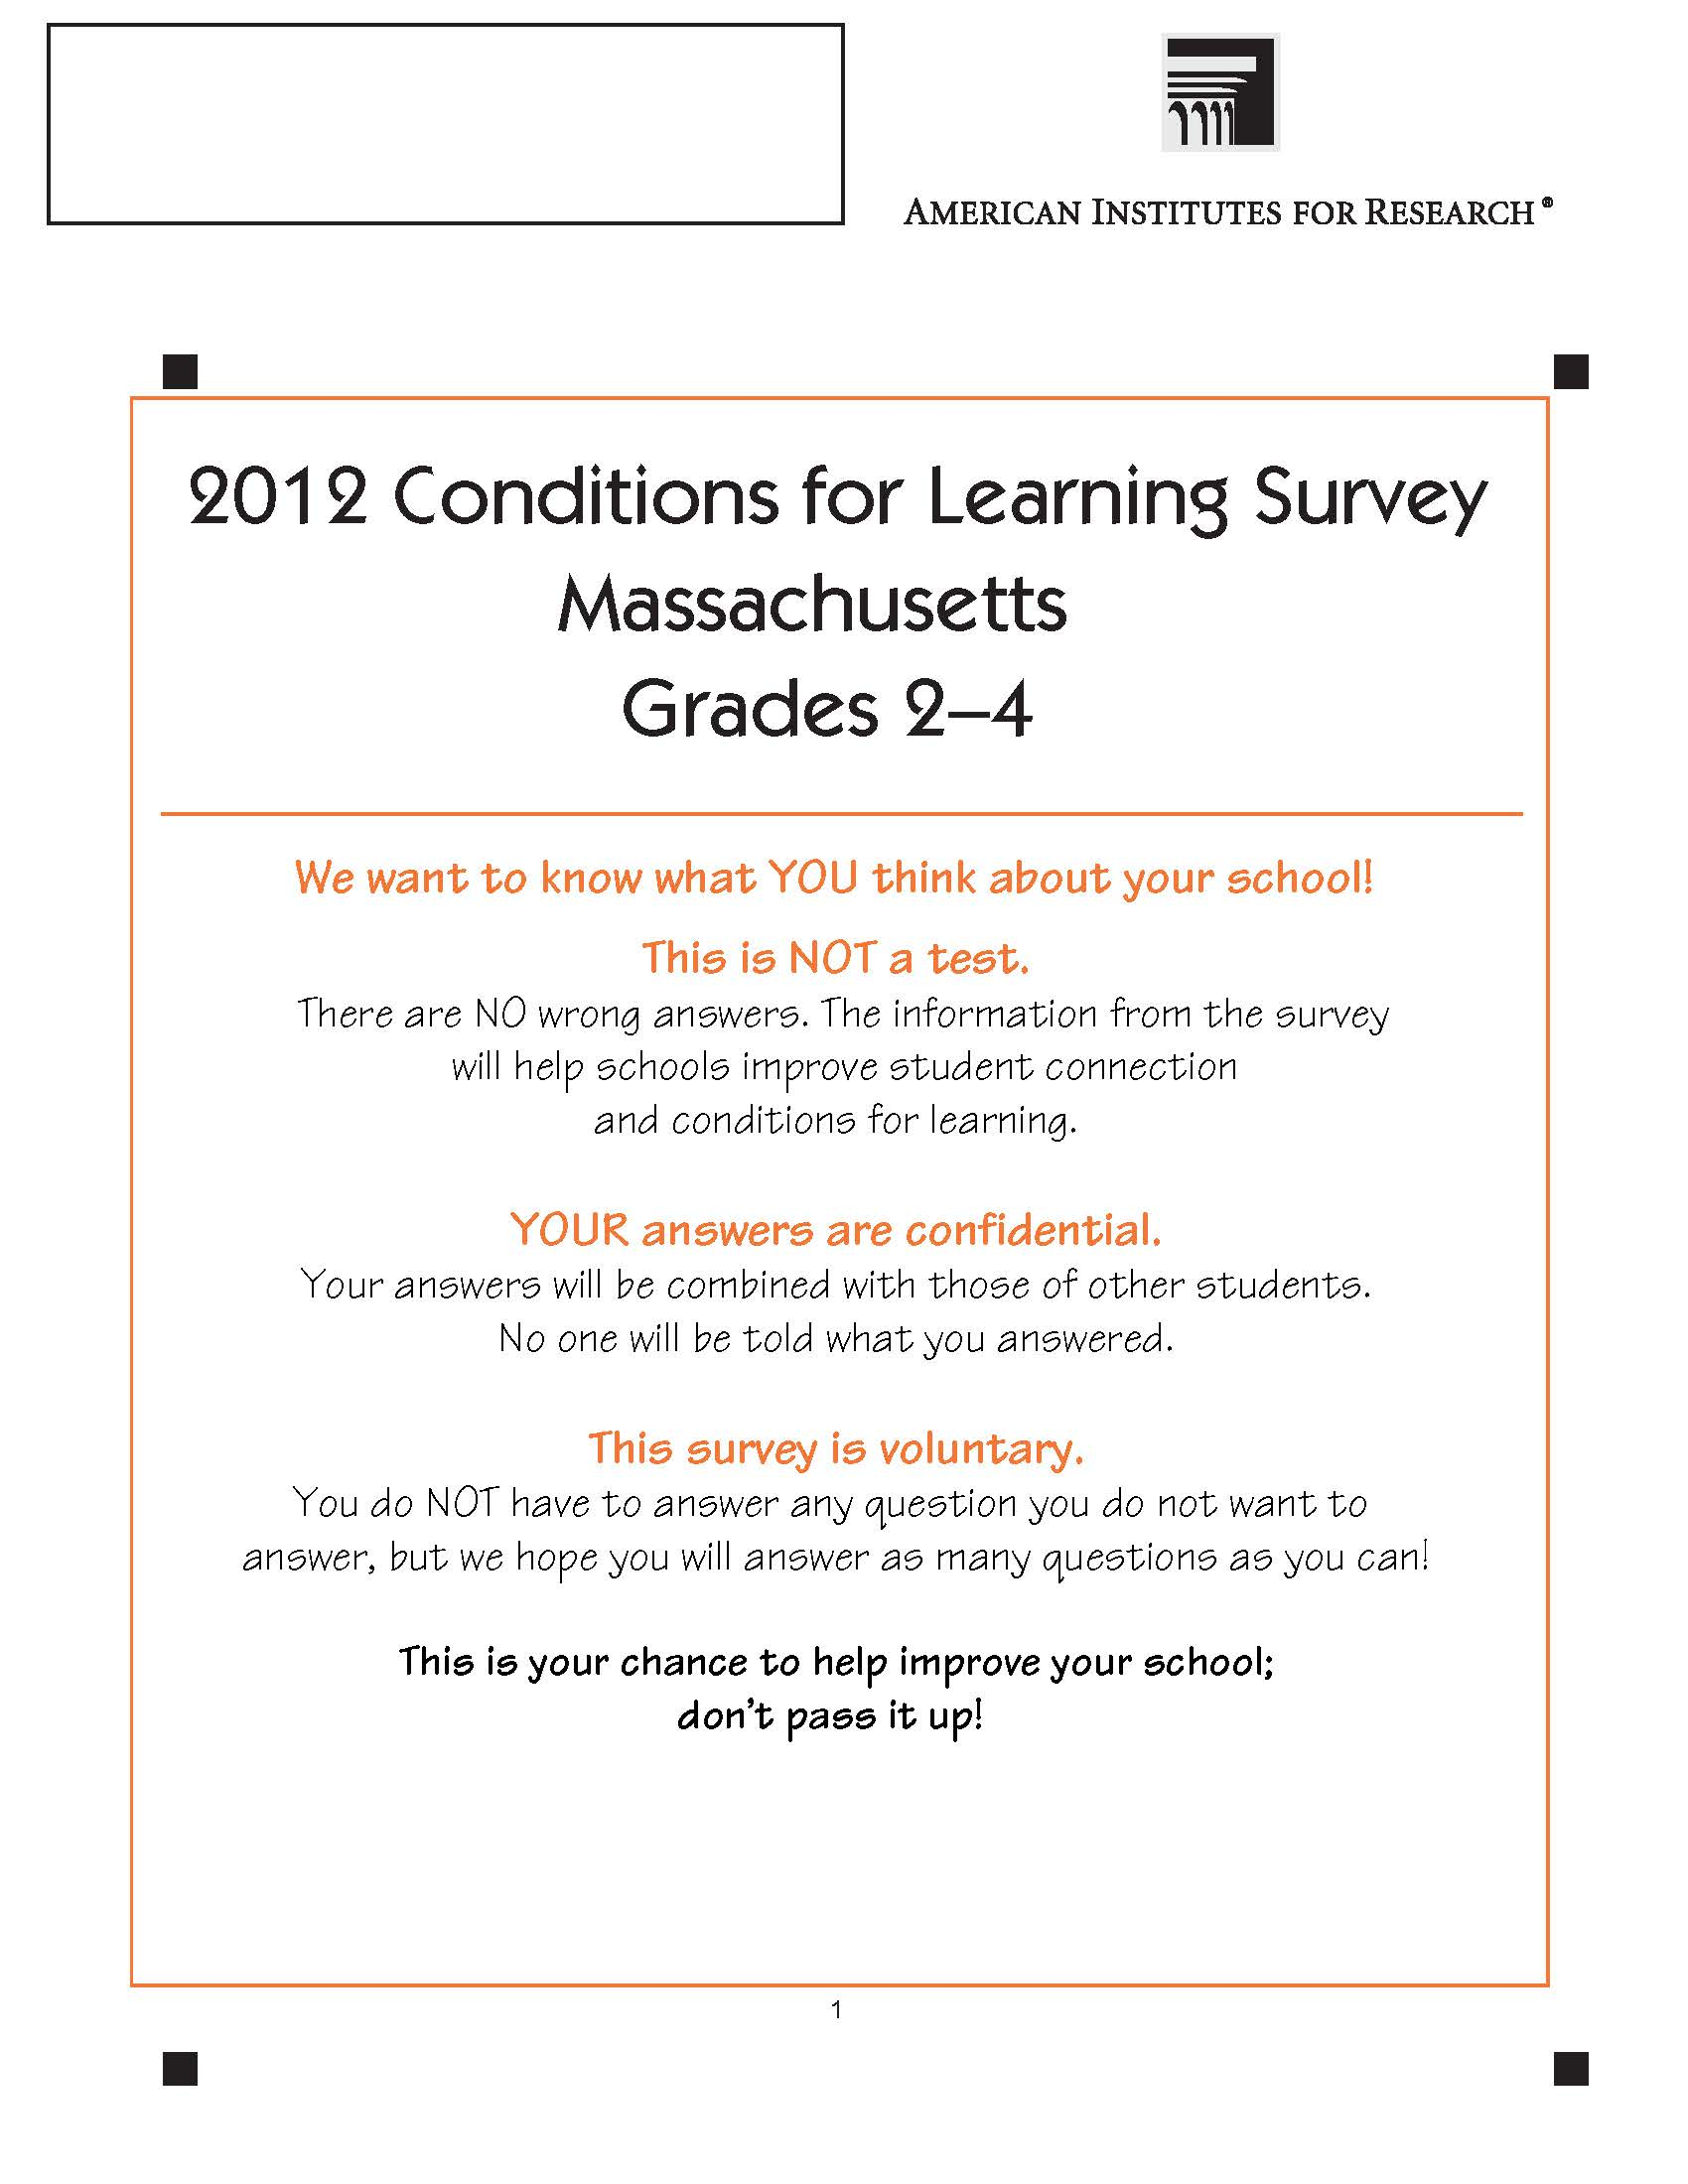 AMERICAN INSTITUTES FOR RESEARCH®
2012 Conditions for Learning Survey
Massachusetts
Grades 2–4
We want to know what YOU think about your school!
This is NOT a test.
There are NO wrong answers. The information from the survey
will help schools improve student connection
and conditions for learning.
YOUR answers are confidential.
Your answers will be combined with those of other students.
No one will be told what you answered.
This survey is voluntary.
You do NOT have to answer any question you do not want to
answer, but we hope you will answer as many questions as you can!
This is your chance to help improve your school;
don't pass it up!
1